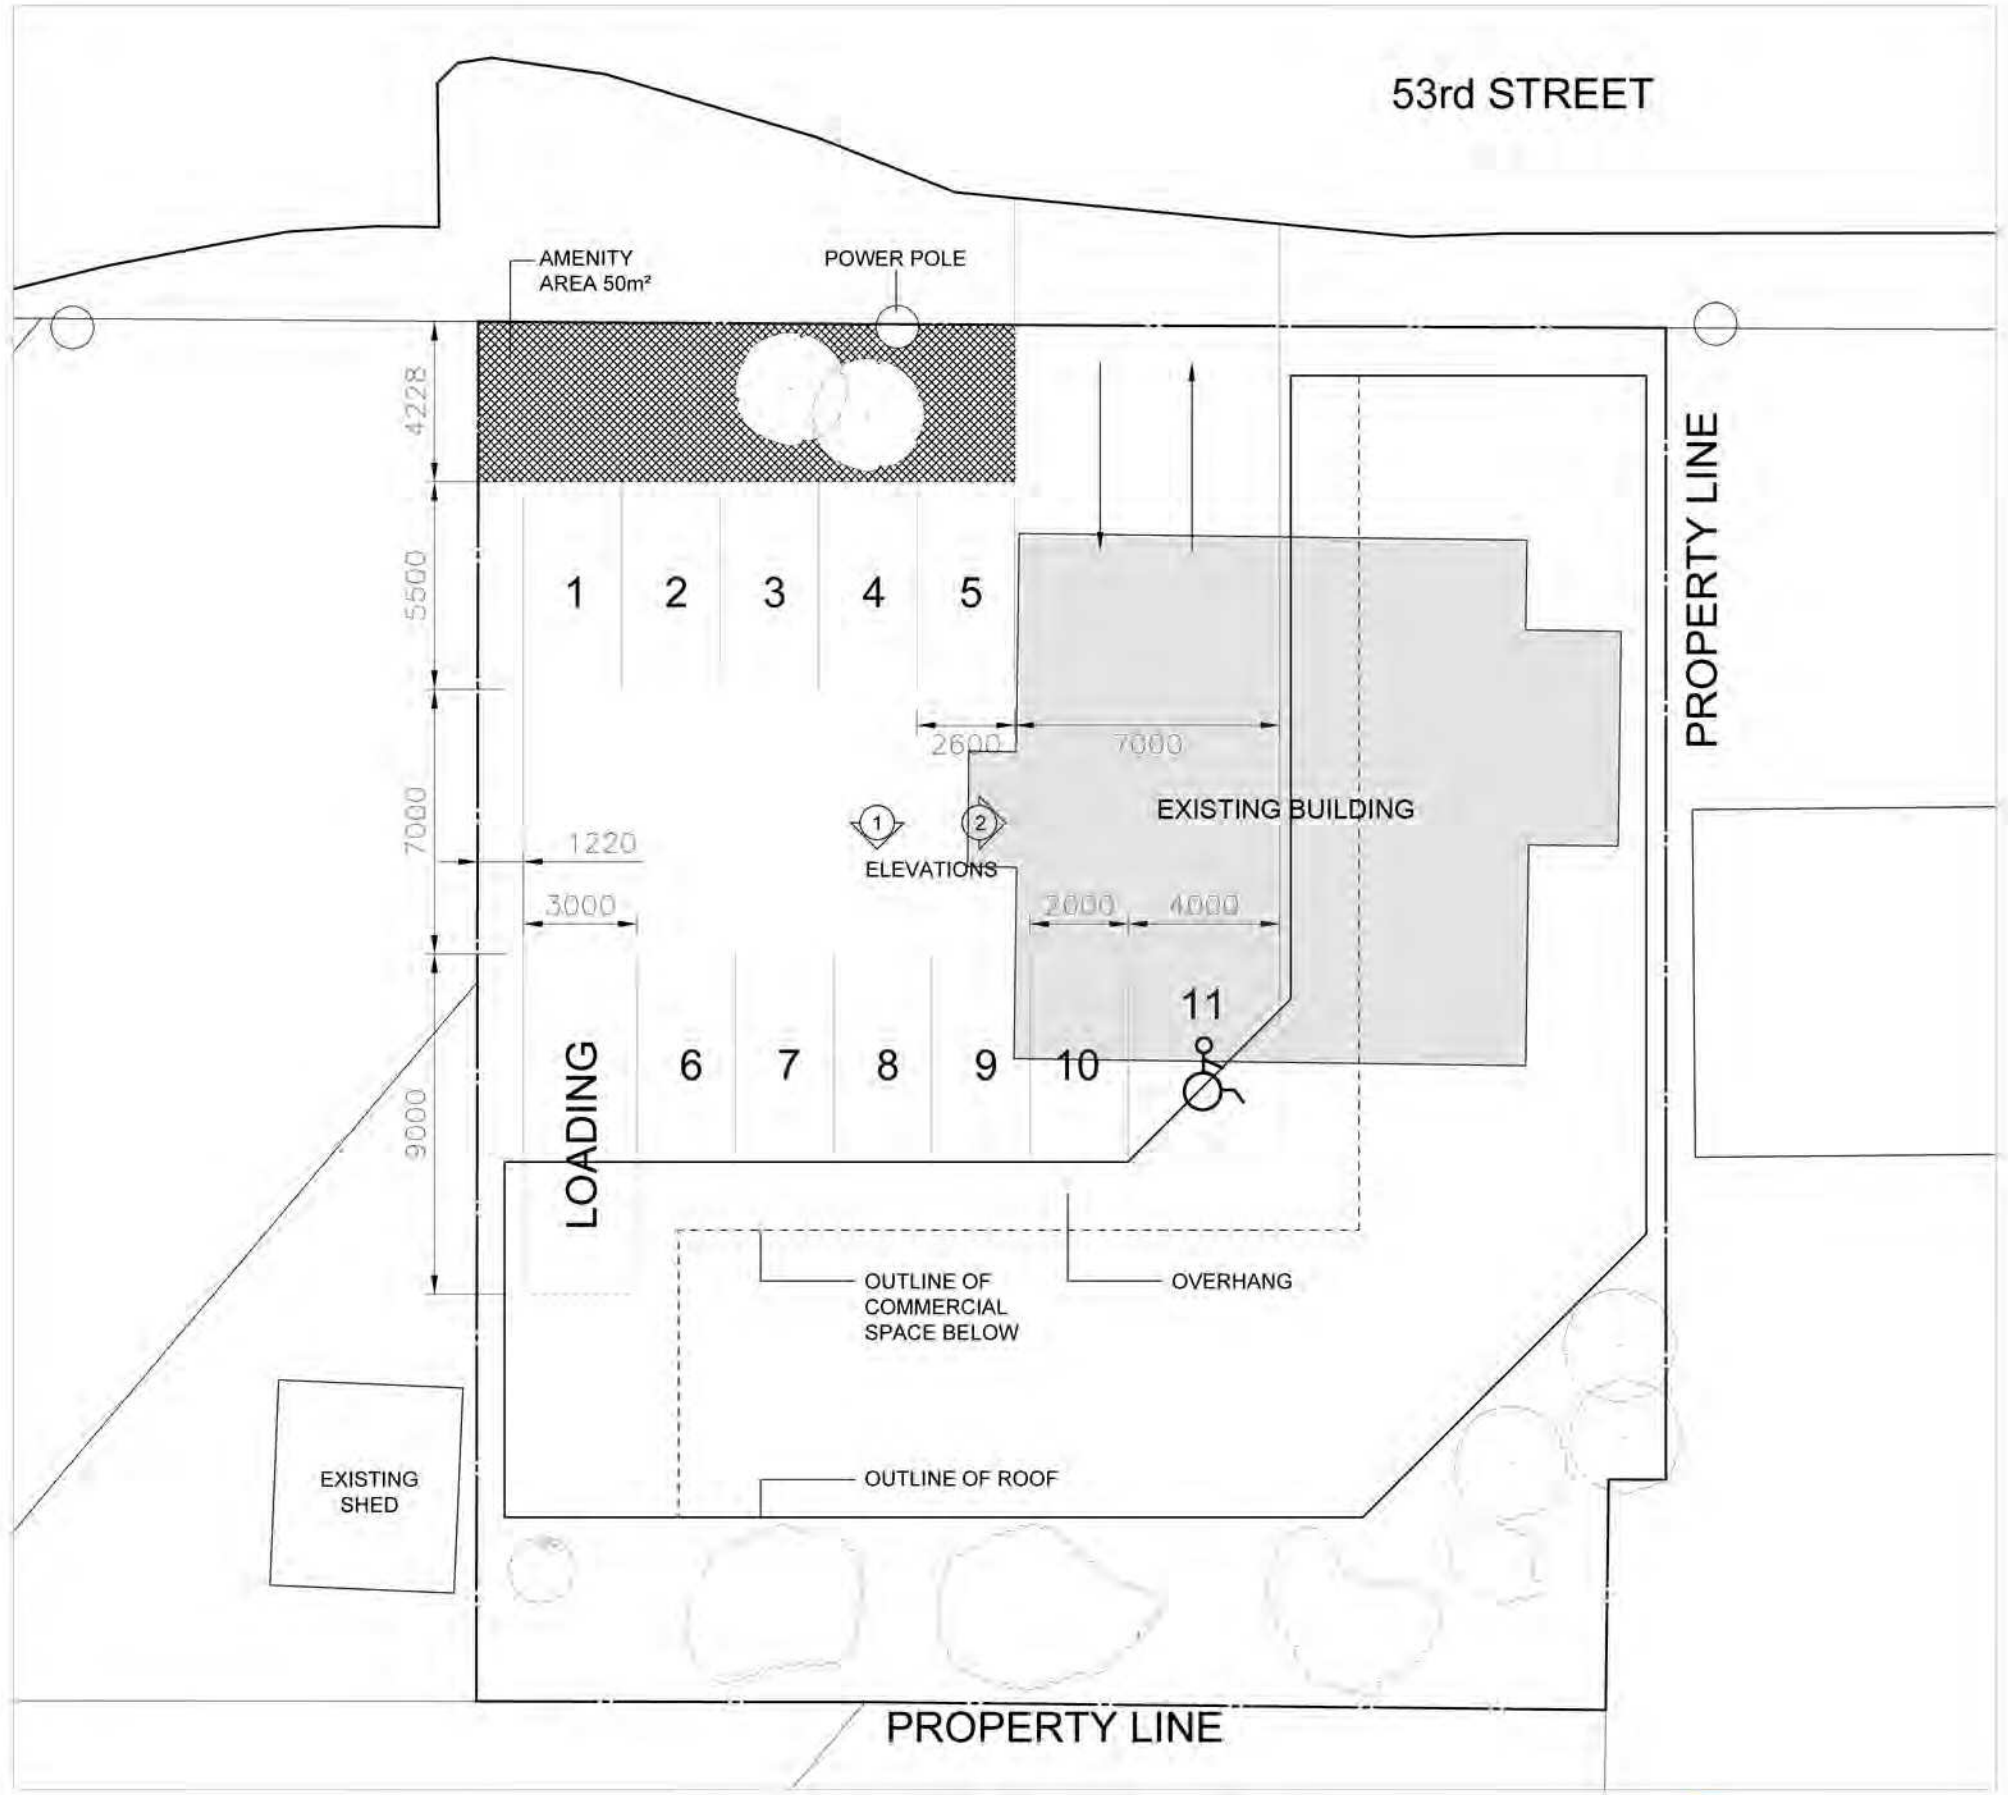 53rd STREET
AMENITY
AREA 50m²
POWER POLE
4228
PROPERTY LINE
5500
1
2
3
4
5
2600
7000
7000
EXISTING BUILDING
1
2
1220
ELEVATIONS
3000
2000
4000
11
LOADING
6
7
8
9
10
9000
OUTLINE OF
COMMERCIAL
SPACE BELOW
OVERHANG
EXISTING
SHED
OUTLINE OF ROOF
PROPERTY LINE